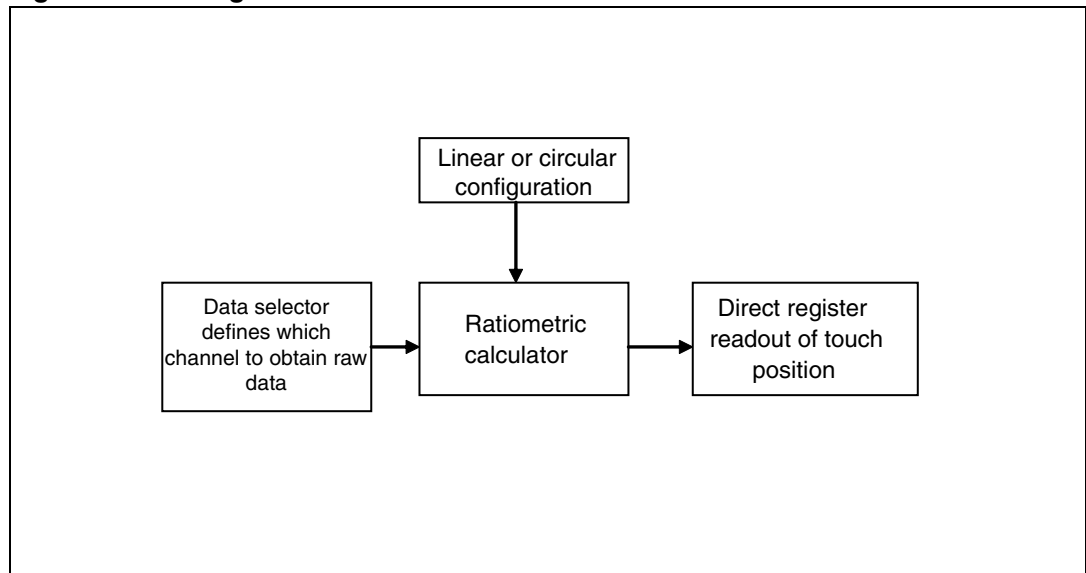 Linear or circular
configuration
Data selector
defines which
channel to obtain raw
data
Ratiometric
calculator
Direct register
readout of touch
position